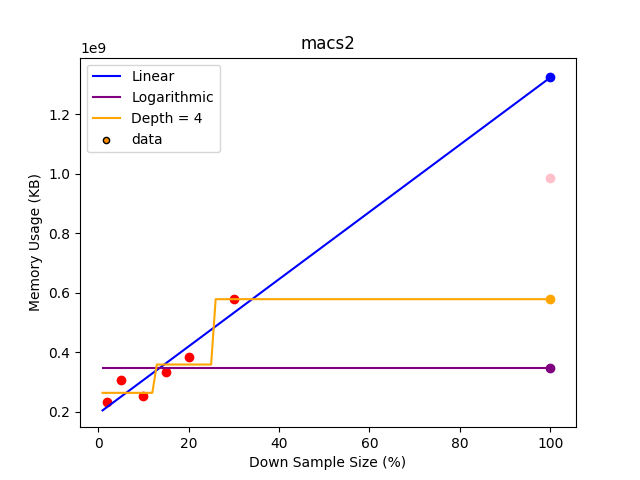 macs2
1e9
Linear
Logarithmic
Depth = 4
data
Memory Usage (KB)
1.2
1.0
0.8
0.6
0.4
0.2
0 20 40 60 80 100
Down Sample Size (%)